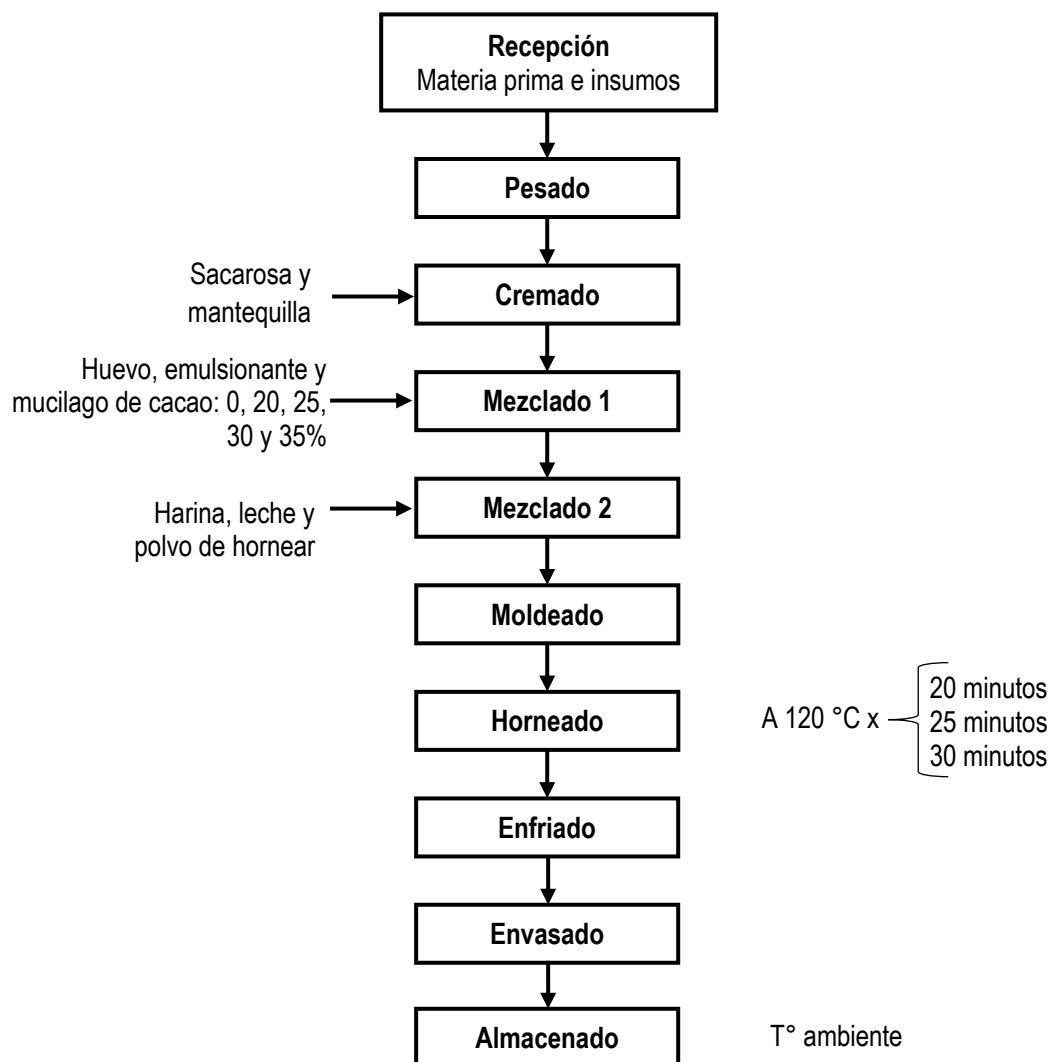 Recepción
Materia prima e insumos
Pesado
Sacarosa y
mantequilla
Cremado
Huevo, emulsionante y
mucilago de cacao: 0, 20, 25,
30 y 35%
Mezclado 1
Harina, leche y
polvo de hornear
Mezclado 2
Moldeado
Horneado
A 120 °C x
20 minutos
25 minutos
30 minutos
Enfriado
Envasado
Almacenado
T° ambiente